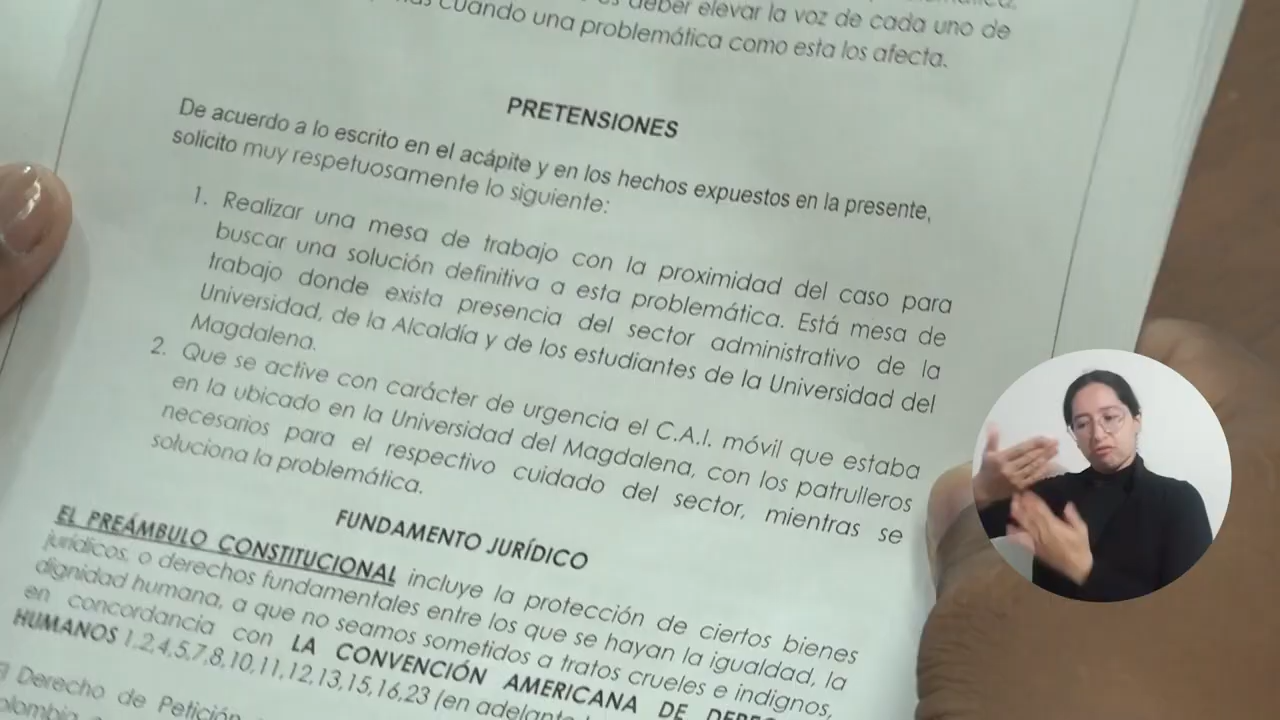 deber elevar la voz de cada uno de
cuando una problemática como esta los afecta.
PRETENSIONES
De acuerdo a lo escrito en el acápite y en los hechos expuestos en la presente,
solicito muy respetuosamente lo siguiente:
1. Realizar una mesa de trabajo con la proximidad del caso para
buscar una solución definitiva a esta problemática. Está mesa de
trabajo donde exista presencia del sector administrativo de la
Universidad, de la Alcaldía y de los estudiantes de la Universidad del
Magdalena.
2. Que se active con carácter de urgencia el C.A.I. móvil que estaba
en la ubicado en la Universidad del Magdalena, con los patrulleros
necesarios para el respectivo cuidado del sector, mientras se
soluciona la problemática.
FUNDAMENTO JURÍDICO
EL PREÁMBULO CONSTITUCIONAL incluye la protección de ciertos bienes
jurídicos, o derechos fundamentales entre los que se hayan la igualdad, la
dignidad humana, a que no seamos sometidos a tratos crueles e indignos,
en concordancia con LA CONVENCIÓN AMERICANA DE
HUMANOS 1,2,4,5,7,8,10,11,12,13,15,16,23 (en adelante
Derecho de Petición